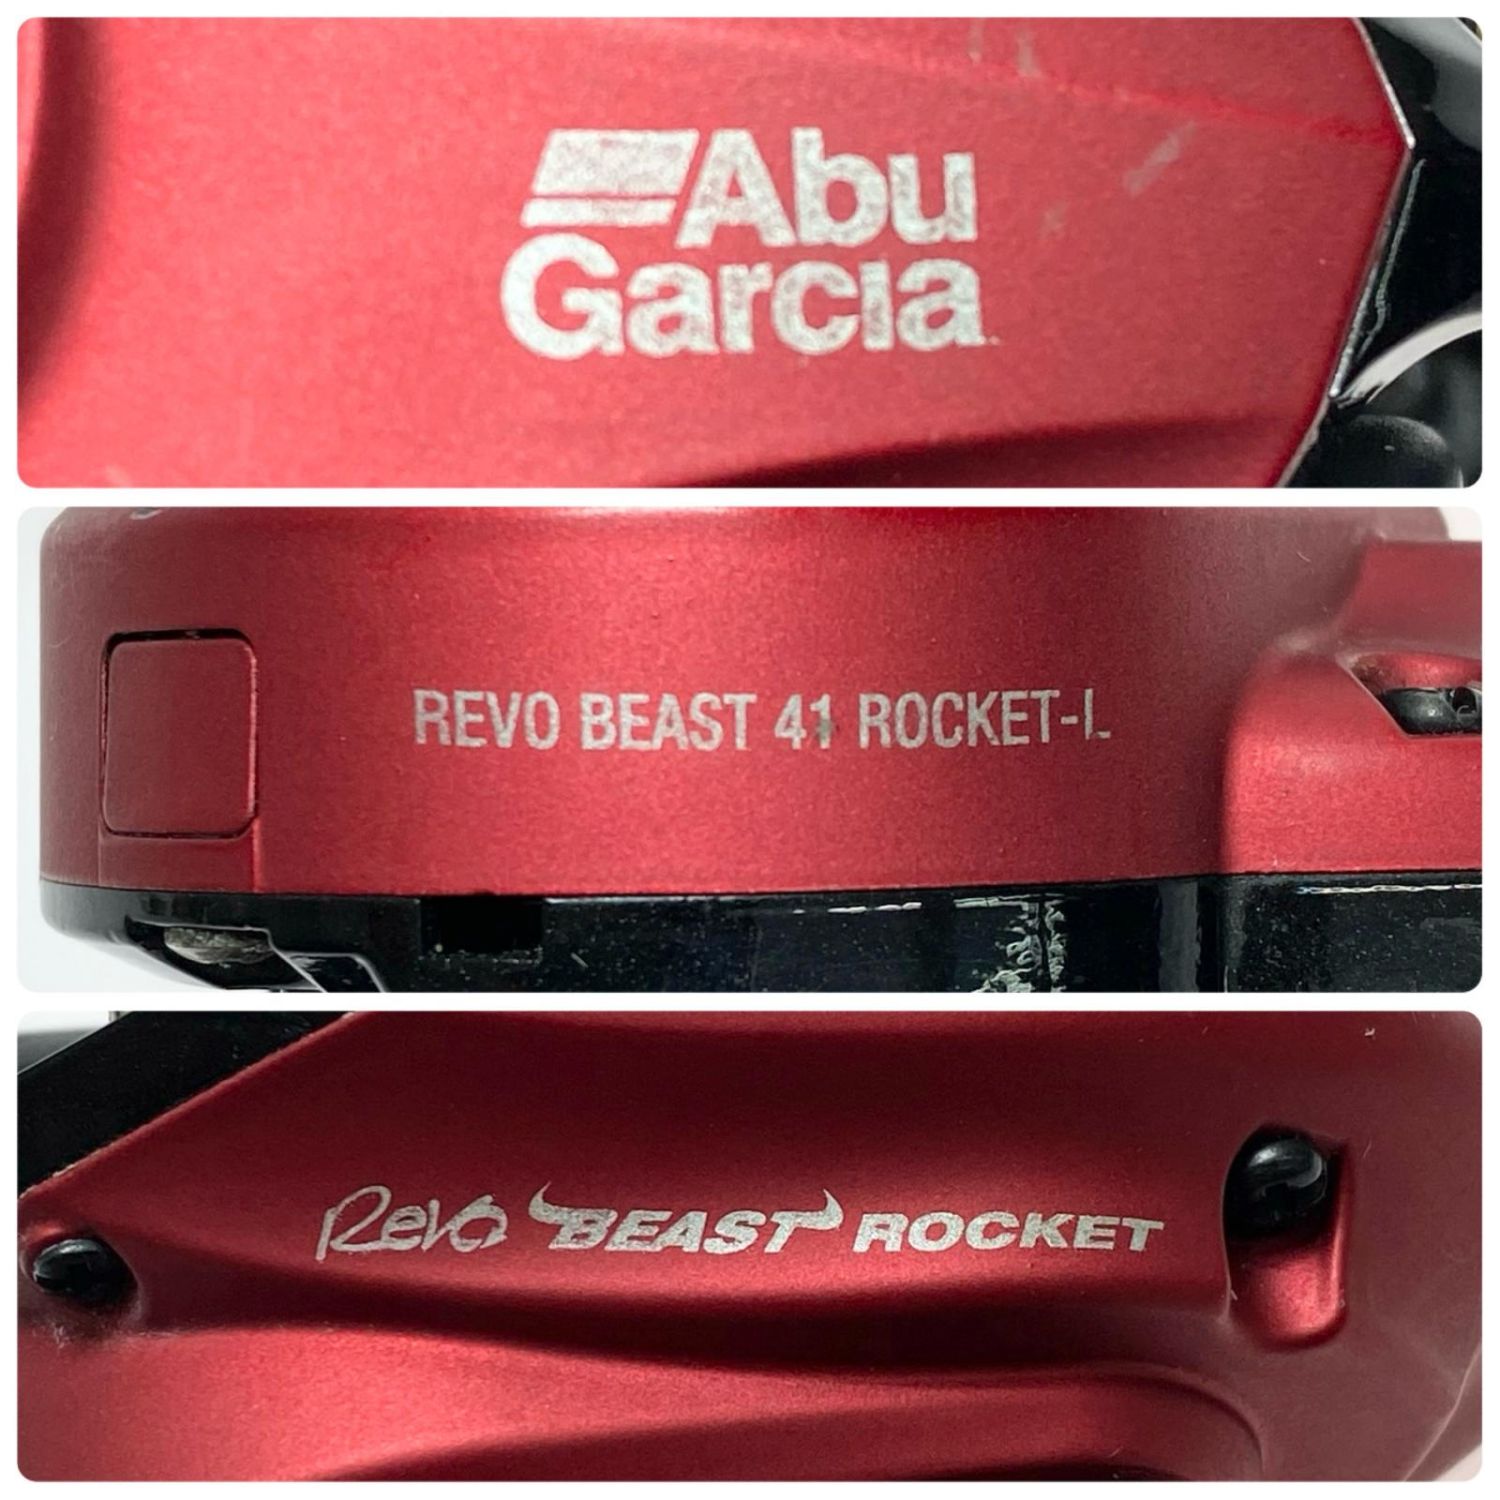 Abu
Garcia
REVO BEAST 41 ROCKET-L
Revo BEAST ROCKET